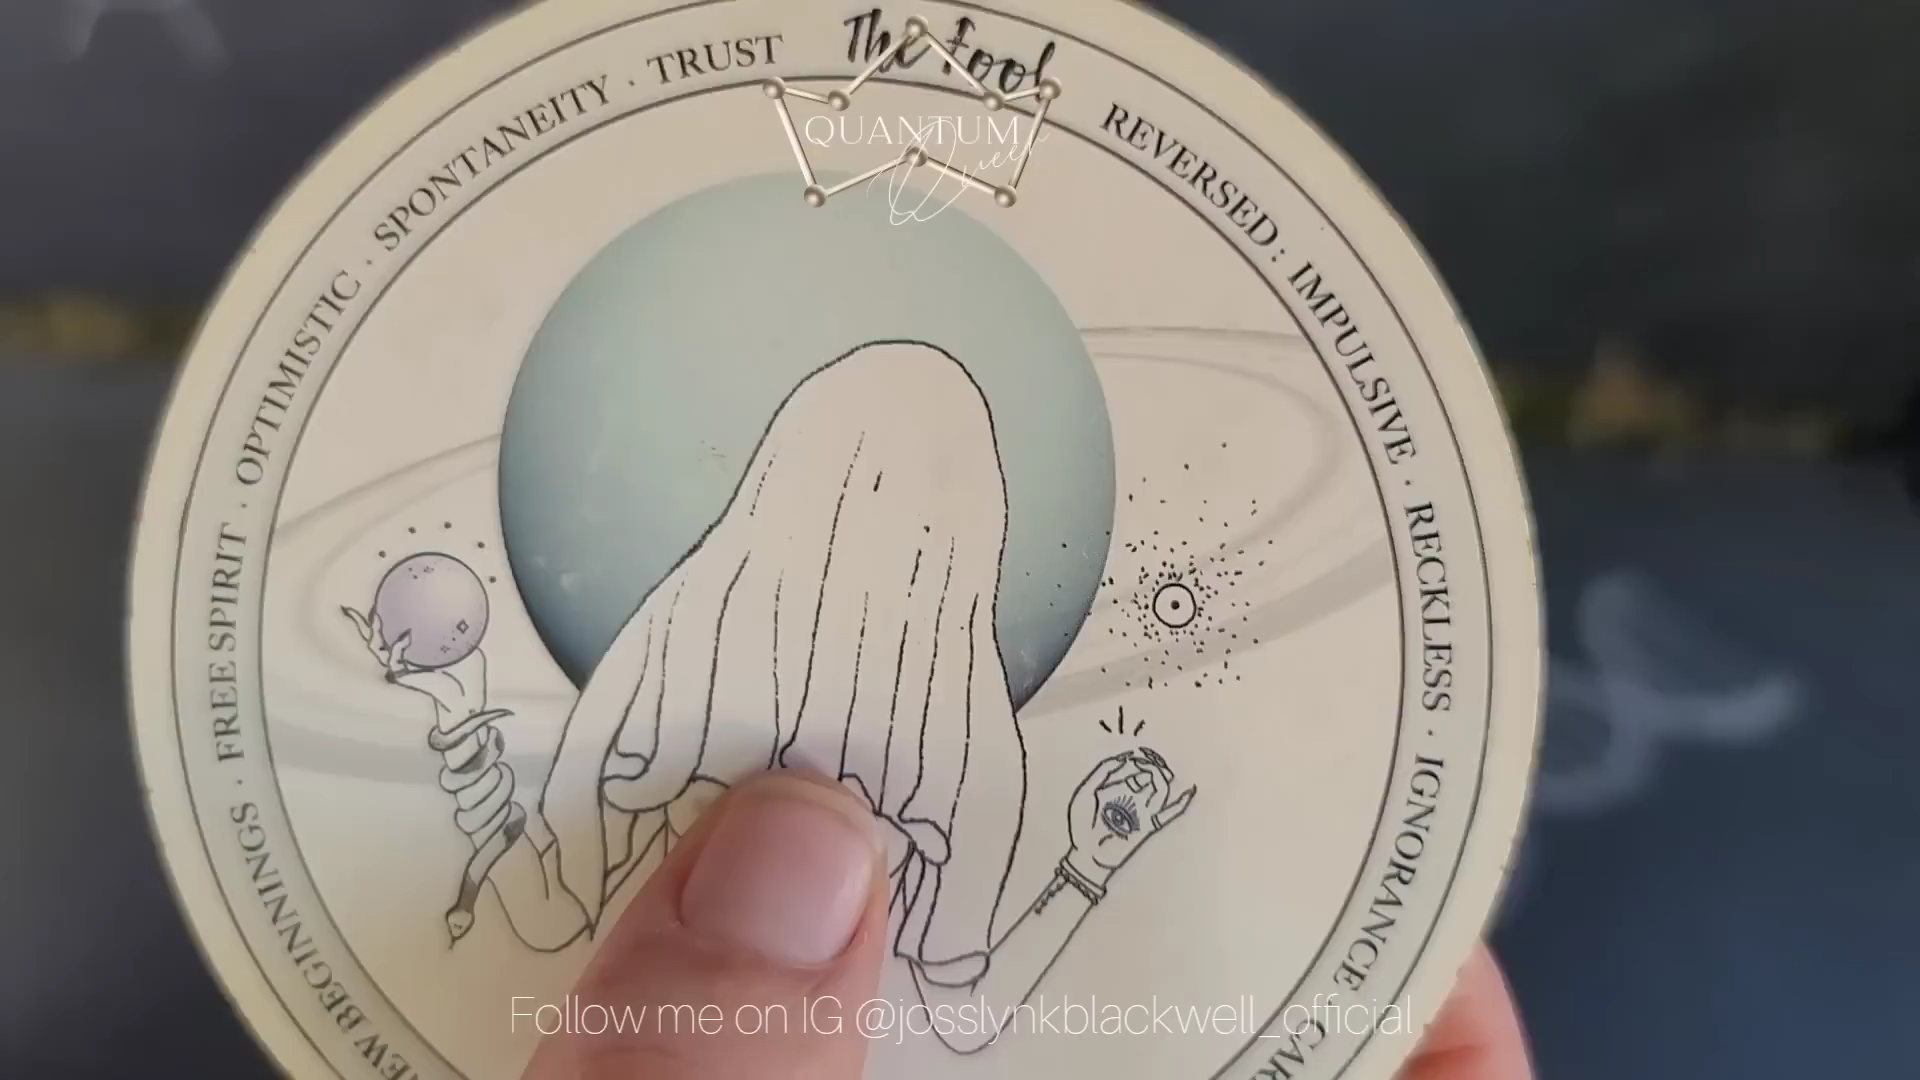 The Fool
QUANTUM
Queen
NEW BEGINNINGS · FREE SPIRIT · OPTIMISTIC · SPONTANEITY · TRUST
REVERSED: IMPULSIVE · RECKLESS · IGNORANCE ·
Follow me on IG @josslynkblackwell_official